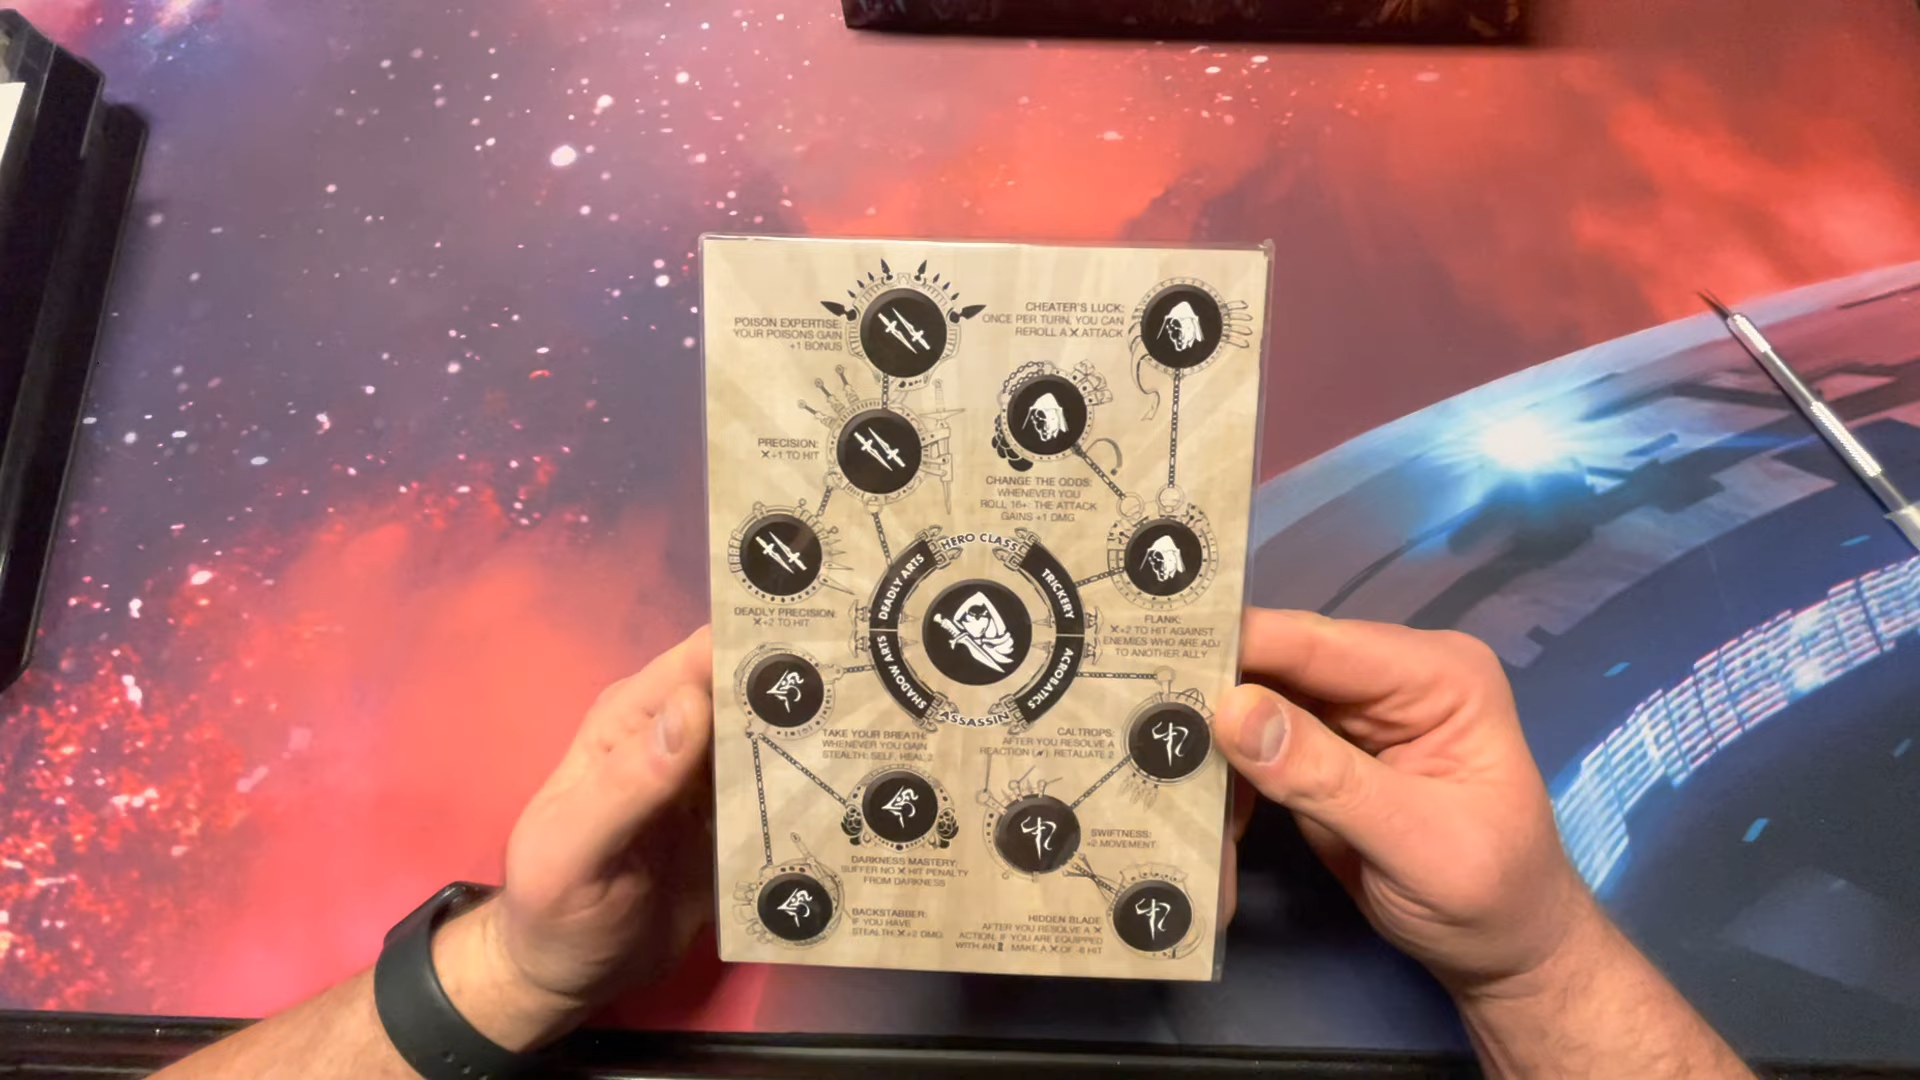 POISON EXPERTISE:
YOUR POISONS GAIN
+1 BONUS
CHEATER'S LUCK:
ONCE PER TURN, YOU CAN
REROLL A ⚔ ATTACK
PRECISION:
⚔+1 TO HIT
CHANGE THE ODDS:
WHENEVER YOU
ROLL 16+: THE ATTACK
GAINS +1 DMG
DEADLY PRECISION:
⚔+2 TO HIT
HERO CLASS
DEADLY ARTS
TRICKERY
SHADOW ARTS
ACROBATICS
ASSASSIN
FLANK:
⚔+2 TO HIT AGAINST
ENEMIES WHO ARE ADJ
TO ANOTHER ALLY
TAKE YOUR BREATH:
WHENEVER YOU GAIN
STEALTH: SELF, HEAL 2
CALTROPS:
AFTER YOU RESOLVE A
REACTION ( ): RETALIATE 2
DARKNESS MASTERY:
SUFFER NO ⚔ HIT PENALTY
FROM DARKNESS
SWIFTNESS:
+2 MOVEMENT
BACKSTABBER:
IF YOU HAVE
STEALTH: ⚔+2 DMG
HIDDEN BLADE
AFTER YOU RESOLVE A ⚔
ACTION, IF YOU ARE EQUIPPED
WITH AN , MAKE A ⚔ OF -8 HIT